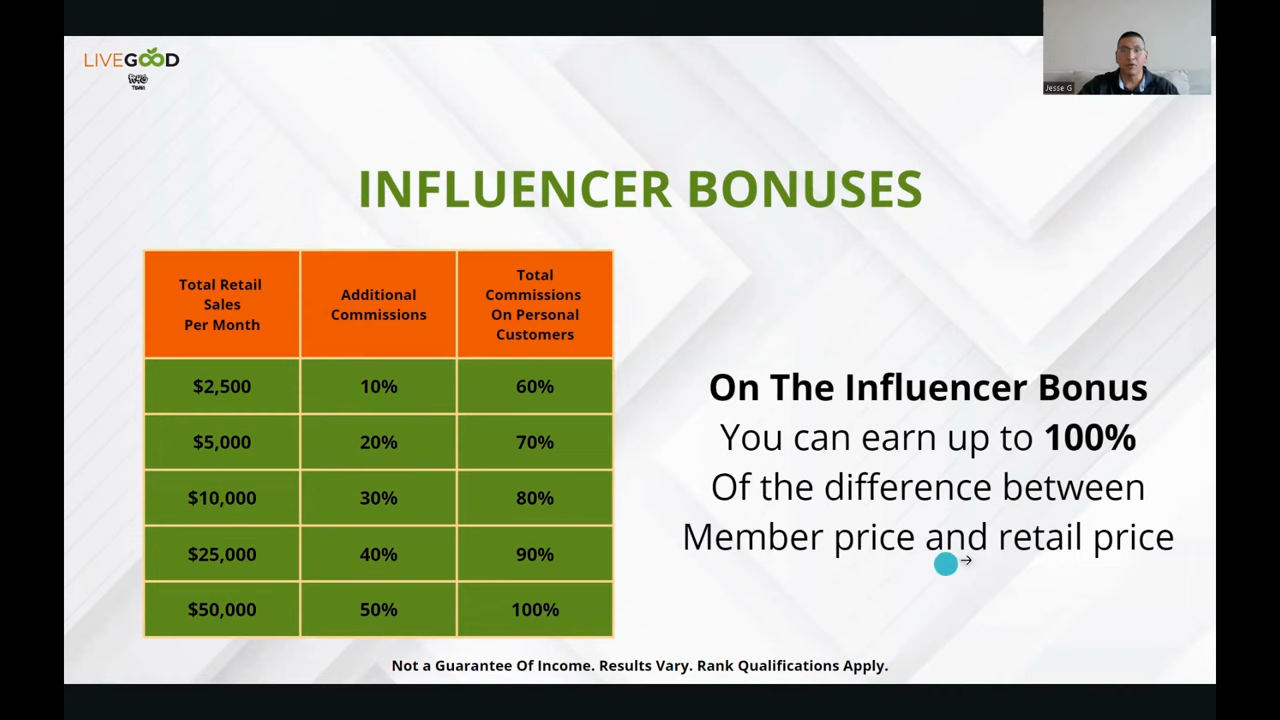 LIVEGOOD
TEAM
Jesse G
INFLUENCER BONUSES
Total Retail
Sales
Per Month
Additional
Commissions
Total
Commissions
On Personal
Customers
$2,500 10% 60%
$5,000 20% 70%
$10,000 30% 80%
$25,000 40% 90%
$50,000 50% 100%
On The Influencer Bonus
You can earn up to 100%
Of the difference between
Member price and retail price
Not a Guarantee Of Income. Results Vary. Rank Qualifications Apply.